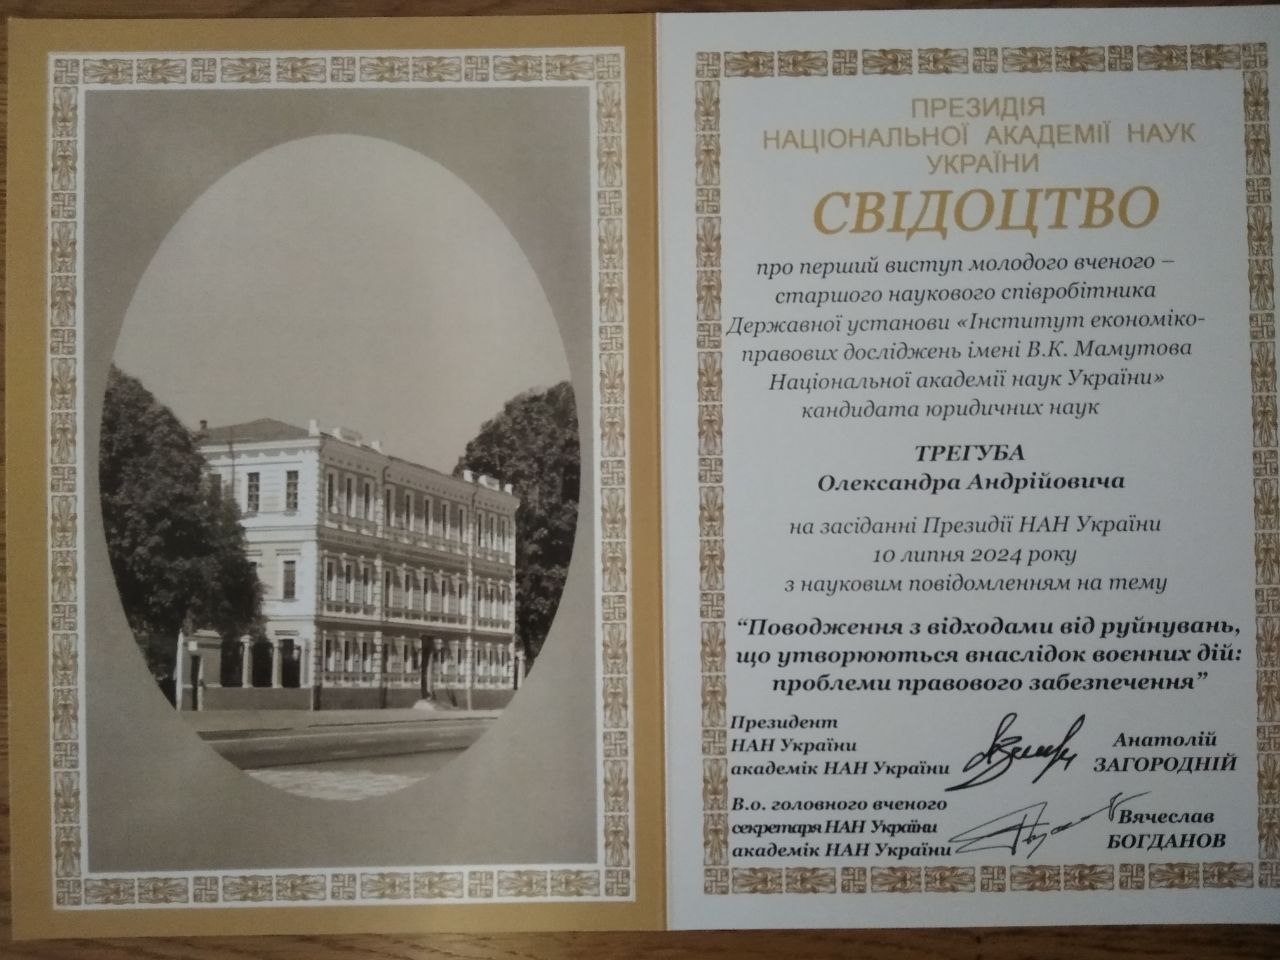 ПРЕЗИДІЯ
НАЦІОНАЛЬНОЇ АКАДЕМІЇ НАУК
УКРАЇНИ
СВІДОЦТВО
про перший виступ молодого вченого –
старшого наукового співробітника
Державної установи «Інститут економіко-
правових досліджень імені В.К. Мамутова
Національної академії наук України»
кандидата юридичних наук
ТРЕГУБА
Олександра Андрійовича
на засіданні Президії НАН України
10 липня 2024 року
з науковим повідомленням на тему
“Поводження з відходами від руйнувань,
що утворюються внаслідок воєнних дій:
проблеми правового забезпечення”
Президент
НАН України
академік НАН України
Анатолій
ЗАГОРОДНІЙ
В.о. головного вченого
секретаря НАН України
академік НАН України
Вячеслав
БОГДАНОВ